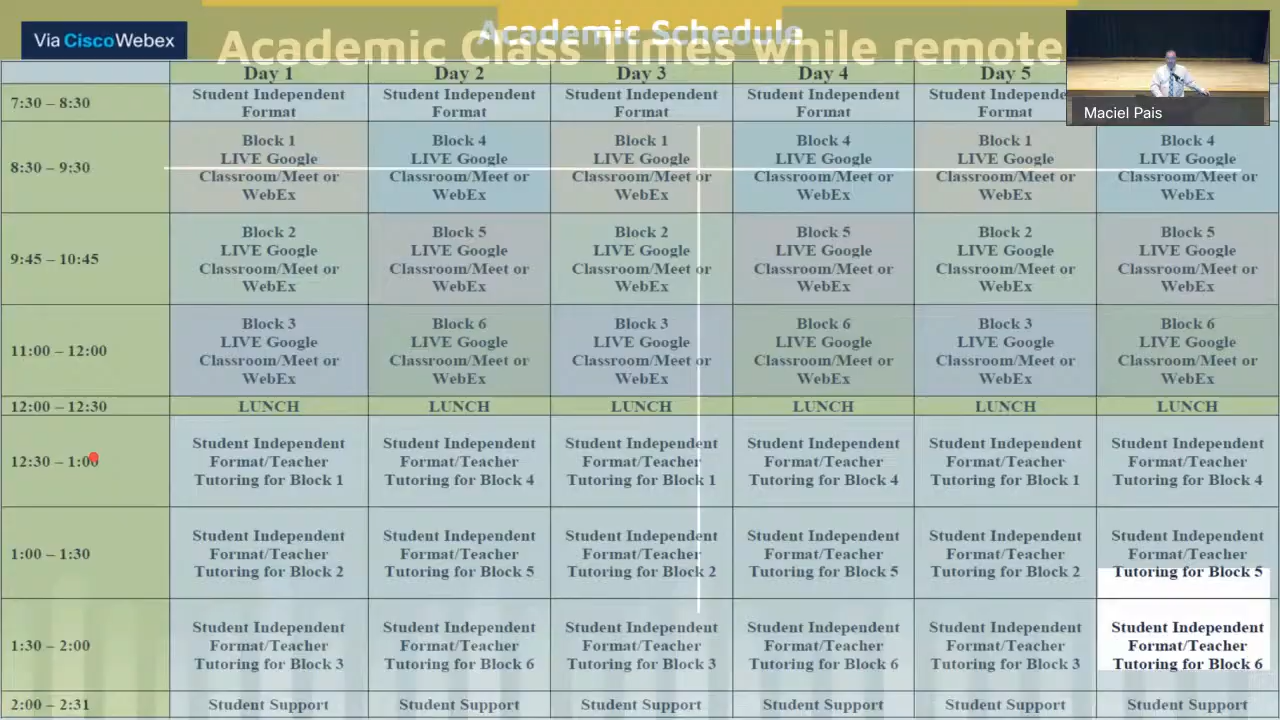 Via Cisco Webex
Academic Schedule
Academic Class Times while remote
Maciel Pais
Day 1 Day 2 Day 3 Day 4 Day 5
7:30 – 8:30
Student Independent Student Independent Student Independent Student Independent Student Independent
Format Format Format Format Format
8:30 – 9:30
Block 1 Block 4 Block 1 Block 4 Block 1 Block 4
LIVE Google LIVE Google LIVE Google LIVE Google LIVE Google LIVE Google
Classroom/Meet or Classroom/Meet or Classroom/Meet or Classroom/Meet or Classroom/Meet or Classroom/Meet or
WebEx WebEx WebEx WebEx WebEx WebEx
9:45 – 10:45
Block 2 Block 5 Block 2 Block 5 Block 2 Block 5
LIVE Google LIVE Google LIVE Google LIVE Google LIVE Google LIVE Google
Classroom/Meet or Classroom/Meet or Classroom/Meet or Classroom/Meet or Classroom/Meet or Classroom/Meet or
WebEx WebEx WebEx WebEx WebEx WebEx
11:00 – 12:00
Block 3 Block 6 Block 3 Block 6 Block 3 Block 6
LIVE Google LIVE Google LIVE Google LIVE Google LIVE Google LIVE Google
Classroom/Meet or Classroom/Meet or Classroom/Meet or Classroom/Meet or Classroom/Meet or Classroom/Meet or
WebEx WebEx WebEx WebEx WebEx WebEx
12:00 – 12:30 LUNCH LUNCH LUNCH LUNCH LUNCH LUNCH
12:30 – 1:00
Student Independent Student Independent Student Independent Student Independent Student Independent Student Independent
Format/Teacher Format/Teacher Format/Teacher Format/Teacher Format/Teacher Format/Teacher
Tutoring for Block 1 Tutoring for Block 4 Tutoring for Block 1 Tutoring for Block 4 Tutoring for Block 1 Tutoring for Block 4
1:00 – 1:30
Student Independent Student Independent Student Independent Student Independent Student Independent Student Independent
Format/Teacher Format/Teacher Format/Teacher Format/Teacher Format/Teacher Format/Teacher
Tutoring for Block 2 Tutoring for Block 5 Tutoring for Block 2 Tutoring for Block 5 Tutoring for Block 2 Tutoring for Block 5
1:30 – 2:00
Student Independent Student Independent Student Independent Student Independent Student Independent Student Independent
Format/Teacher Format/Teacher Format/Teacher Format/Teacher Format/Teacher Format/Teacher
Tutoring for Block 3 Tutoring for Block 6 Tutoring for Block 3 Tutoring for Block 6 Tutoring for Block 3 Tutoring for Block 6
2:00 – 2:31 Student Support Student Support Student Support Student Support Student Support Student Support